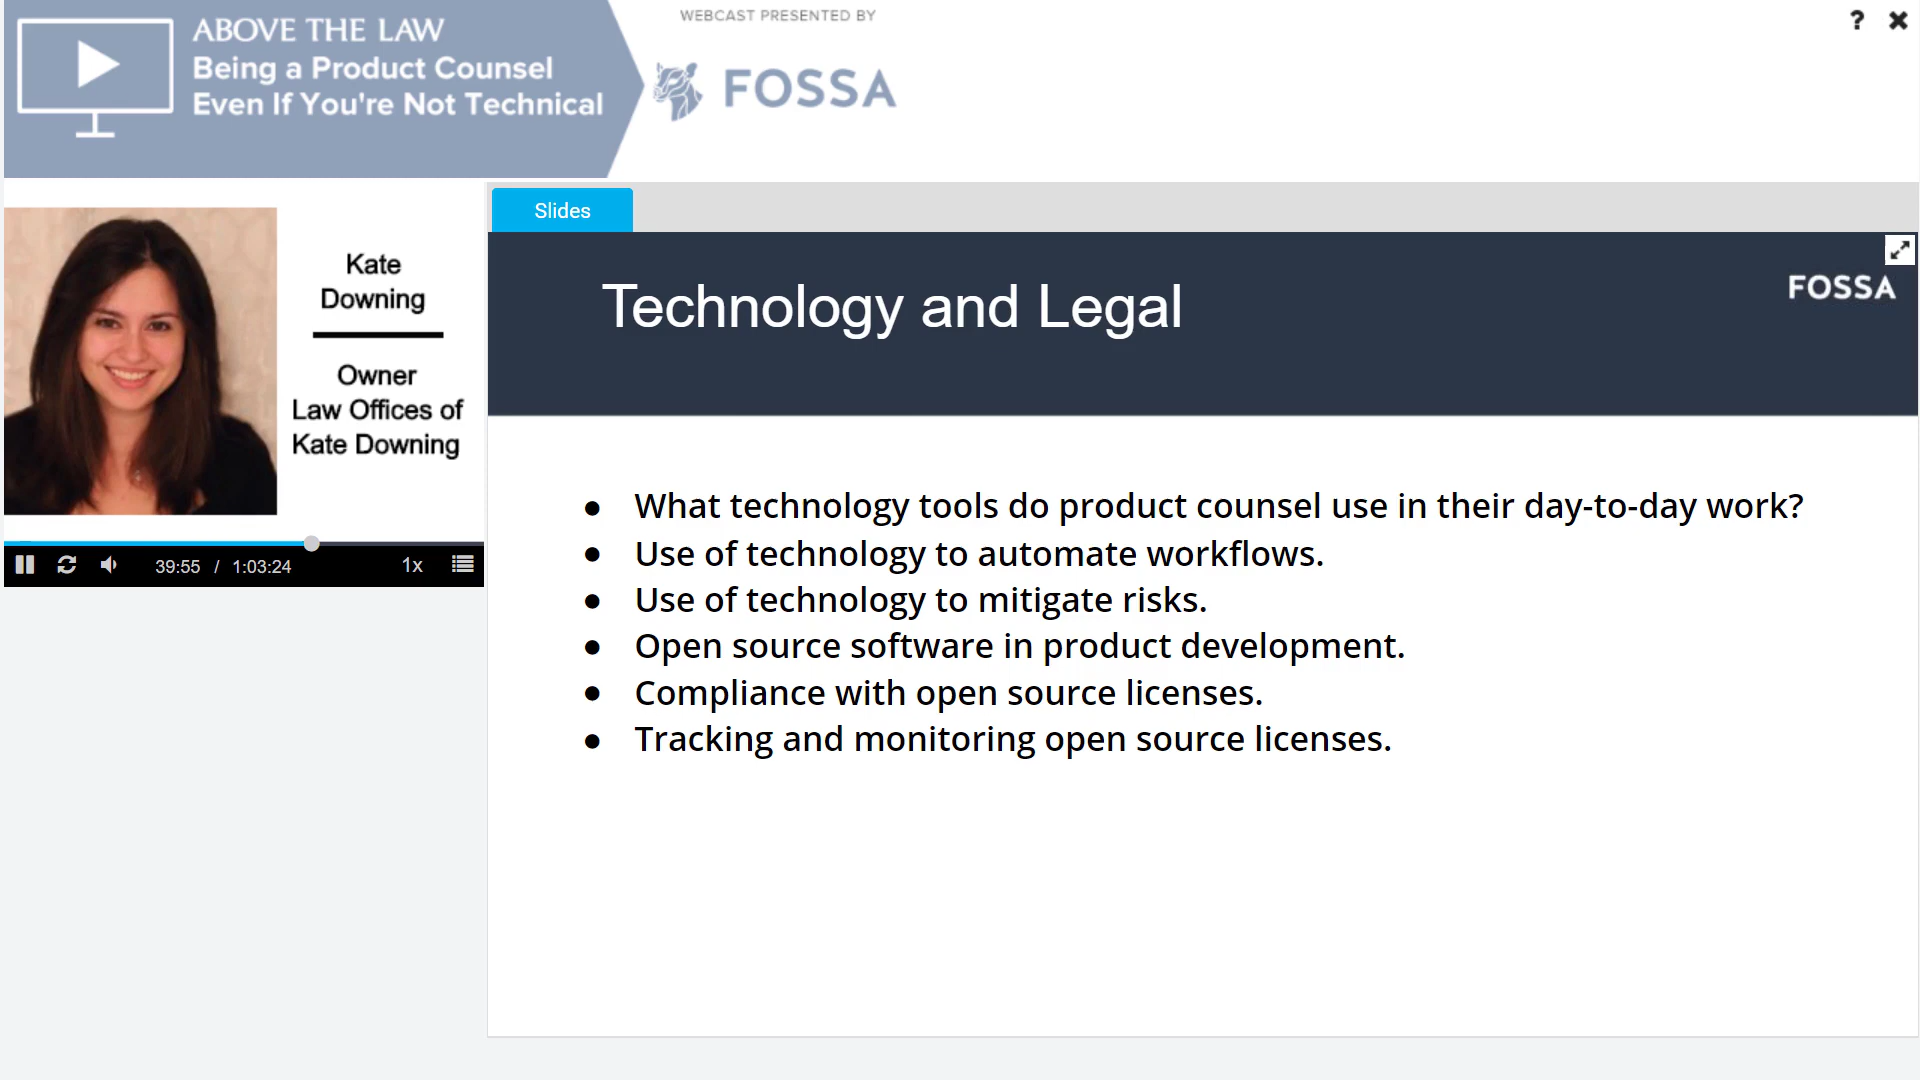 ABOVE THE LAW
Being a Product Counsel
Even If You're Not Technical
WEBCAST PRESENTED BY
FOSSA
?
Kate
Downing
Owner
Law Offices of
Kate Downing
39:55 / 1:03:24
1x
Slides
Technology and Legal
FOSSA
● What technology tools do product counsel use in their day-to-day work?
● Use of technology to automate workflows.
● Use of technology to mitigate risks.
● Open source software in product development.
● Compliance with open source licenses.
● Tracking and monitoring open source licenses.